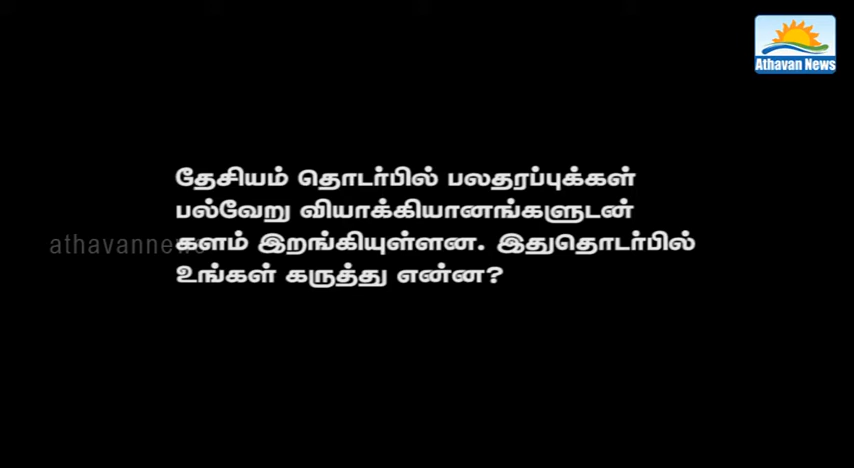 Athavan News
தேசியம் தொடர்பில் பலதரப்புக்கள்
பல்வேறு வியாக்கியானங்களுடன்
athavannews
களம் இறங்கியுள்ளன. இதுதொடர்பில்
உங்கள் கருத்து என்ன?